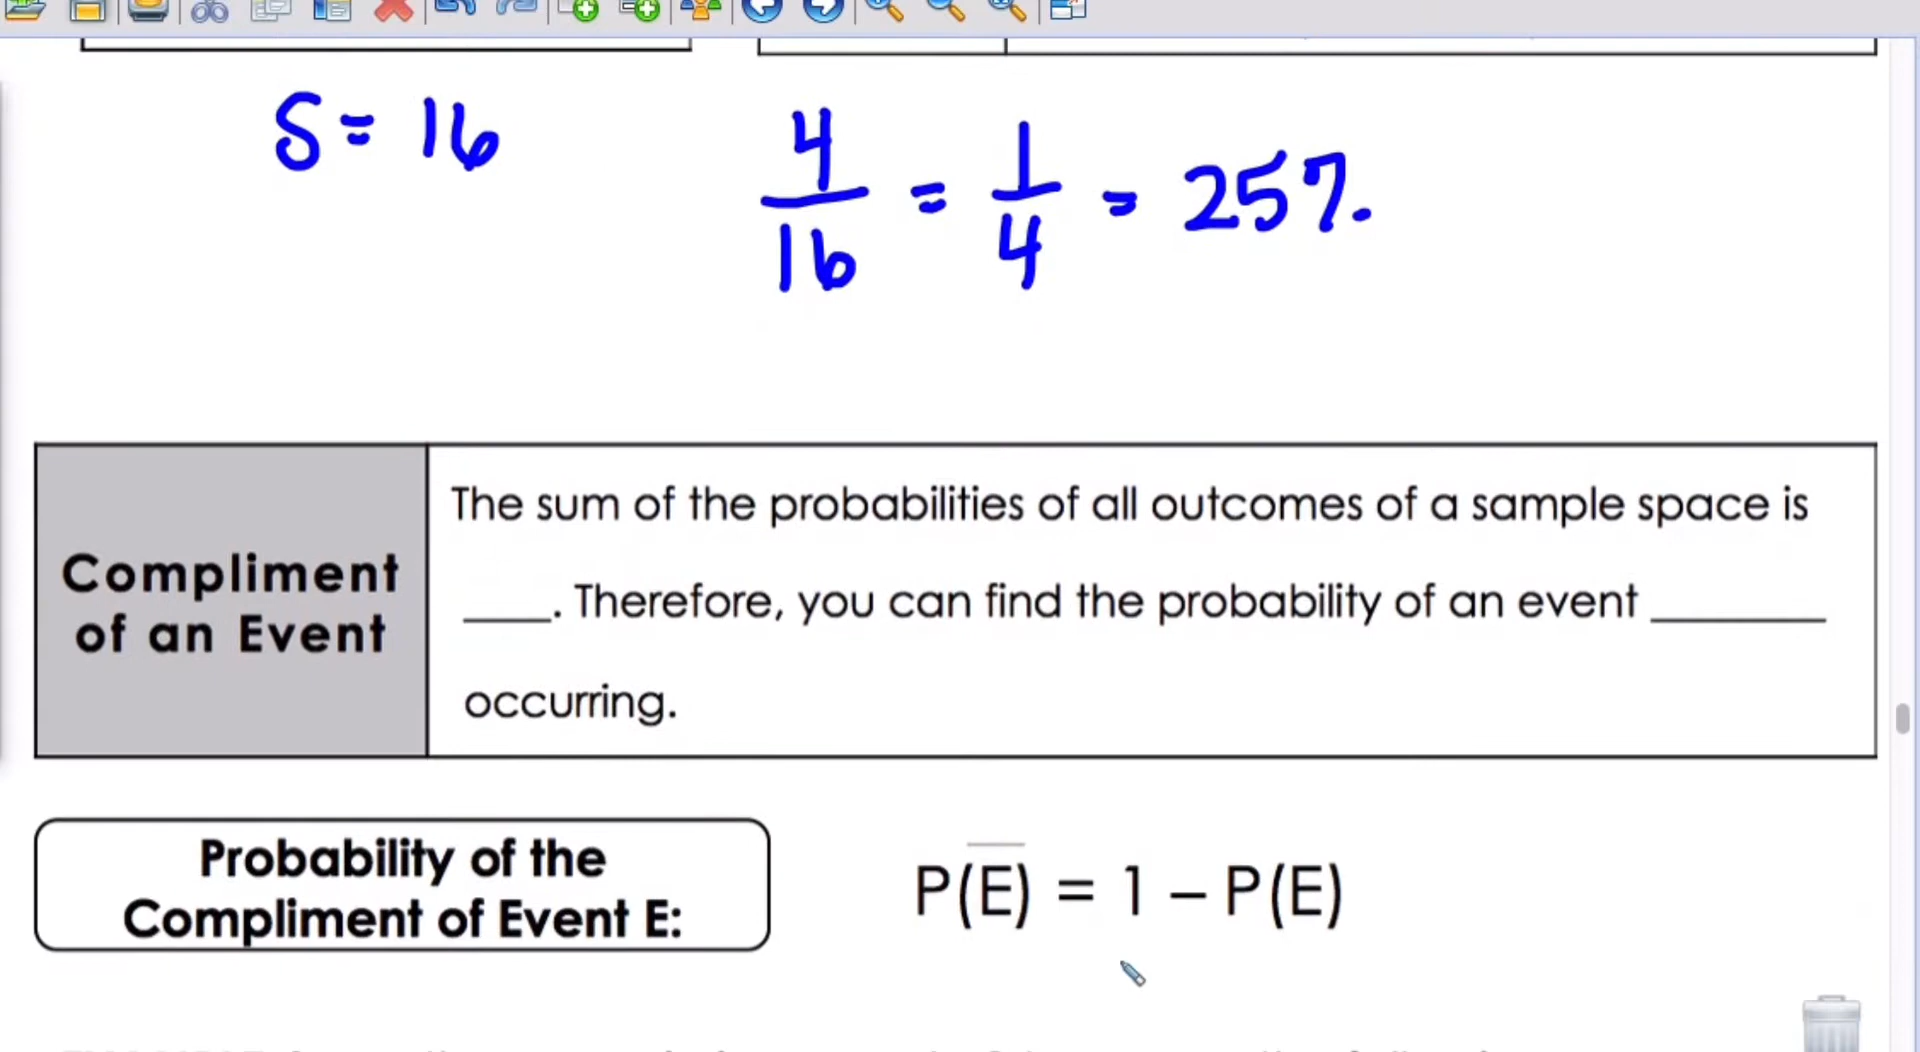 S = 16
4/16 = 1/4 = 25%
Compliment
of an Event
The sum of the probabilities of all outcomes of a sample space is
____. Therefore, you can find the probability of an event ________
occurring.
Probability of the
Compliment of Event E:
P(E̅) = 1 – P(E)